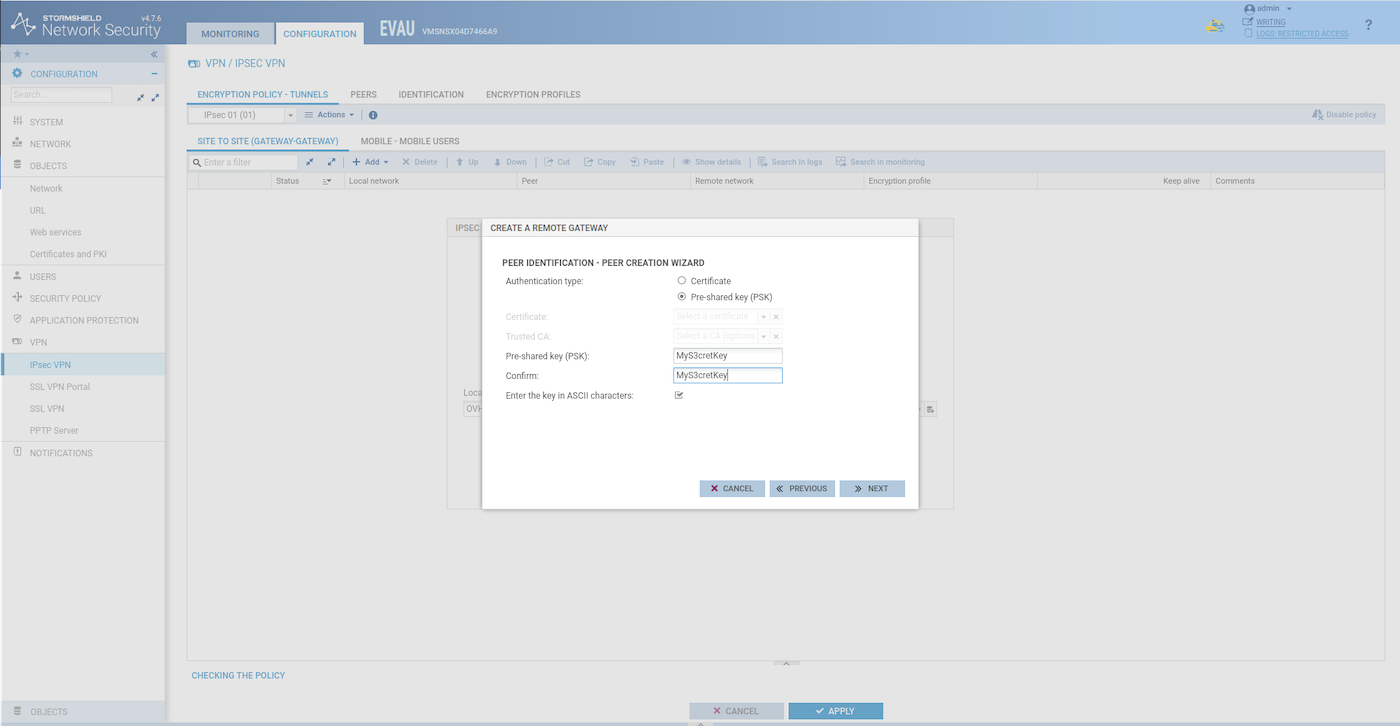 STORMSHIELD v4.7.6
Network Security
MONITORING CONFIGURATION EVAU VMSNSX04D7466A9
admin
WRITING
LOGS: RESTRICTED ACCESS
?
CONFIGURATION
Search...
SYSTEM
NETWORK
OBJECTS
Network
URL
Web services
Certificates and PKI
USERS
SECURITY POLICY
APPLICATION PROTECTION
VPN
IPsec VPN
SSL VPN Portal
SSL VPN
PPTP Server
NOTIFICATIONS
OBJECTS
VPN / IPSEC VPN
ENCRYPTION POLICY - TUNNELS PEERS IDENTIFICATION ENCRYPTION PROFILES
IPsec 01 (01) Actions Disable policy
SITE TO SITE (GATEWAY-GATEWAY) MOBILE - MOBILE USERS
Enter a filter Add Delete Up Down Cut Copy Paste Show details Search in logs Search in monitoring
Status Local network Peer Remote network Encryption profile Keep alive Comments
IPSEC
Loca
OVH
CREATE A REMOTE GATEWAY
PEER IDENTIFICATION - PEER CREATION WIZARD
Authentication type: Certificate
Pre-shared key (PSK)
Certificate: Select a certificate
Trusted CA: Select a CA (optiona
Pre-shared key (PSK): MyS3cretKey
Confirm: MyS3cretKey
Enter the key in ASCII characters:
CANCEL PREVIOUS NEXT
CHECKING THE POLICY
CANCEL APPLY